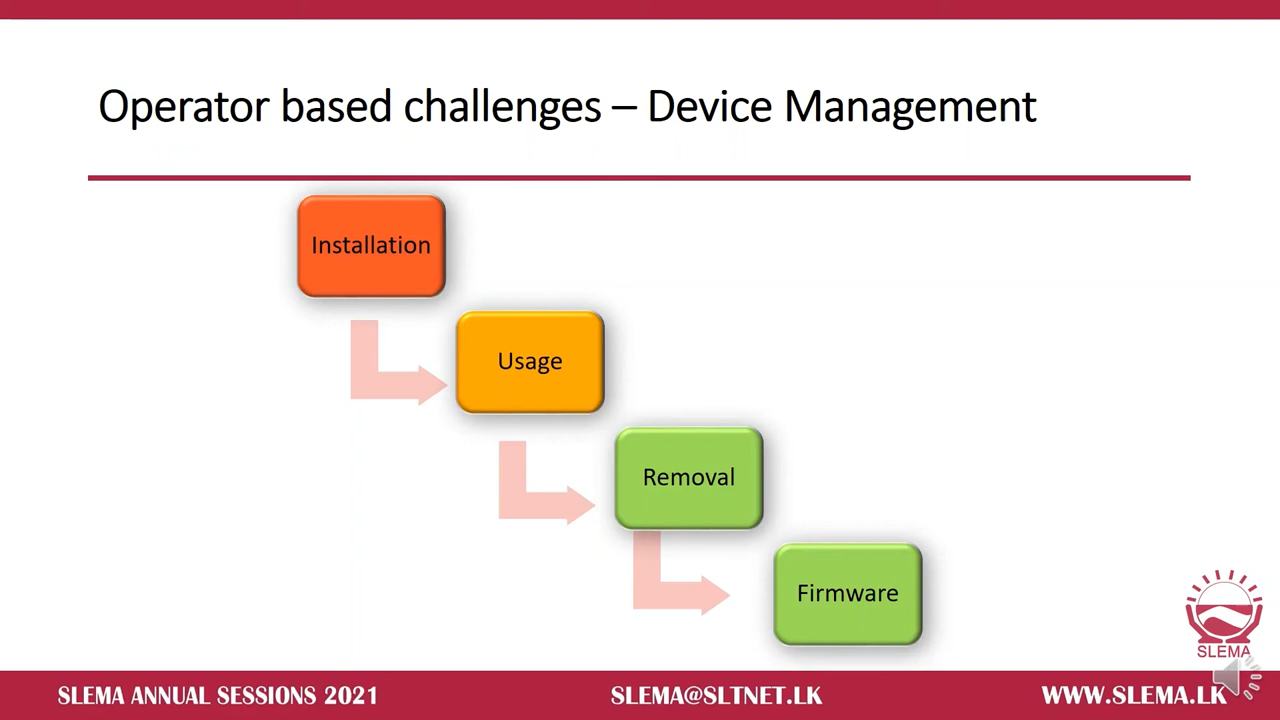 Operator based challenges – Device Management
Installation
Usage
Removal
Firmware
SLEMA
SLEMA ANNUAL SESSIONS 2021
SLEMA@SLTNET.LK
WWW.SLEMA.LK